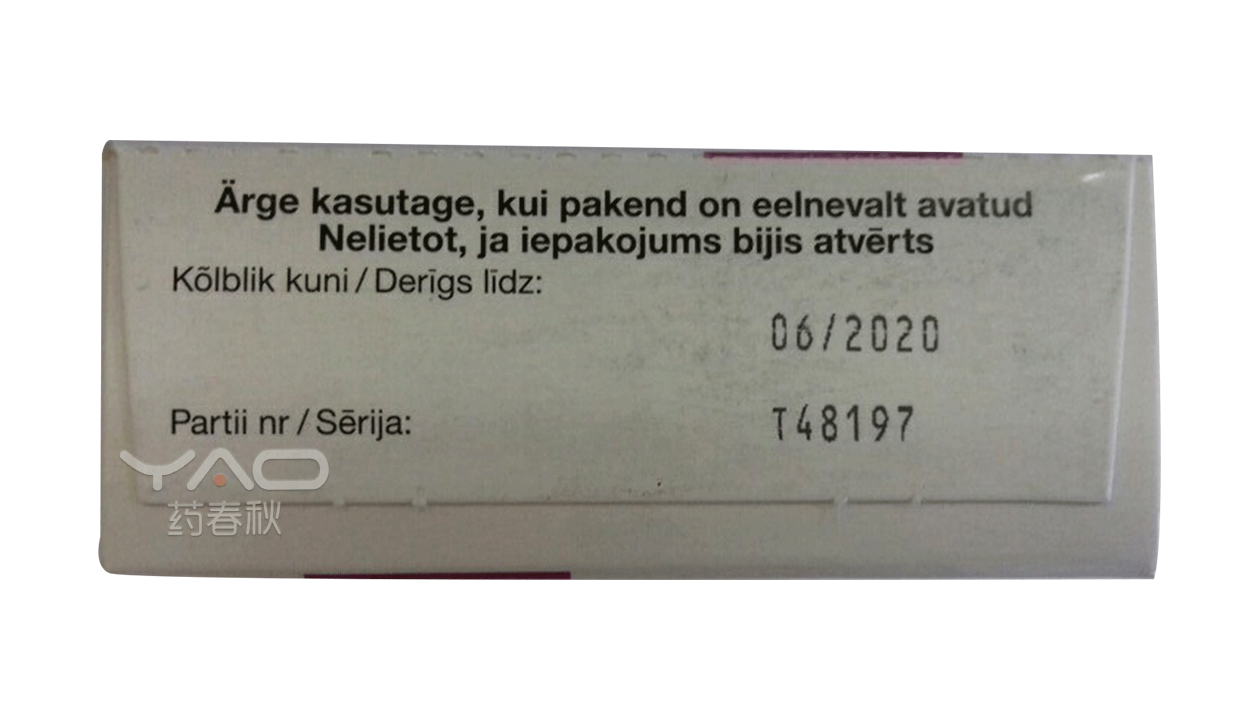 Ärge kasutage, kui pakend on eelnevalt avatud
Nelietot, ja iepakojums bijis atvērts
Kõlblik kuni / Derīgs līdz:
06/2020
Partii nr / Sērija:
T48197
YAO
药春秋